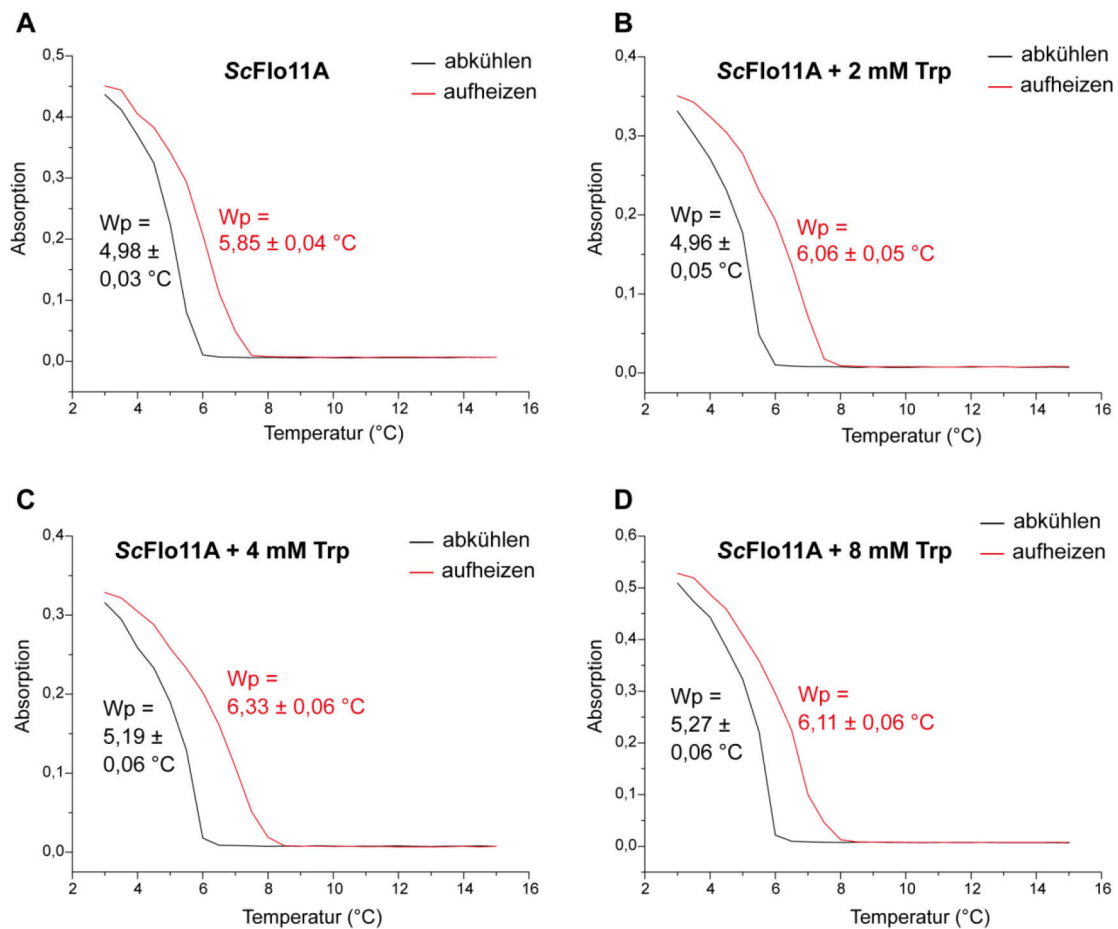 A
ScFlo11A
abkühlen
aufheizen
0,5
0,4
0,3
0,2
0,1
0,0
Absorption
Wp =
4,98 ±
0,03 °C
Wp =
5,85 ± 0,04 °C
2 4 6 8 10 12 14 16
Temperatur (°C)
B
ScFlo11A + 2 mM Trp
abkühlen
aufheizen
0,4
0,3
0,2
0,1
0,0
Absorption
Wp =
4,96 ±
0,05 °C
Wp =
6,06 ± 0,05 °C
2 4 6 8 10 12 14 16
Temperatur (°C)
C
ScFlo11A + 4 mM Trp
abkühlen
aufheizen
0,4
0,3
0,2
0,1
0,0
Absorption
Wp =
5,19 ±
0,06 °C
Wp =
6,33 ± 0,06 °C
2 4 6 8 10 12 14 16
Temperatur (°C)
D
ScFlo11A + 8 mM Trp
abkühlen
aufheizen
0,6
0,5
0,4
0,3
0,2
0,1
0,0
Absorption
Wp =
5,27 ±
0,06 °C
Wp =
6,11 ± 0,06 °C
2 4 6 8 10 12 14 16
Temperatur (°C)